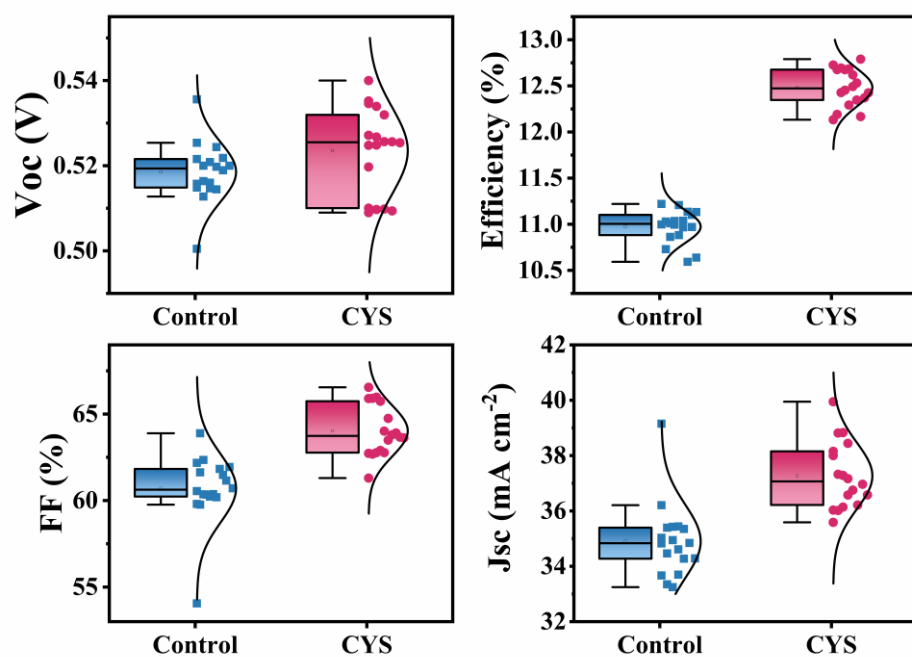 Voc (V)
0.54
0.52
0.50
Control
CYS
Efficiency (%)
13.0
12.5
12.0
11.5
11.0
10.5
Control
CYS
FF (%)
65
60
55
Control
CYS
Jsc (mA cm⁻²)
42
40
38
36
34
32
Control
CYS